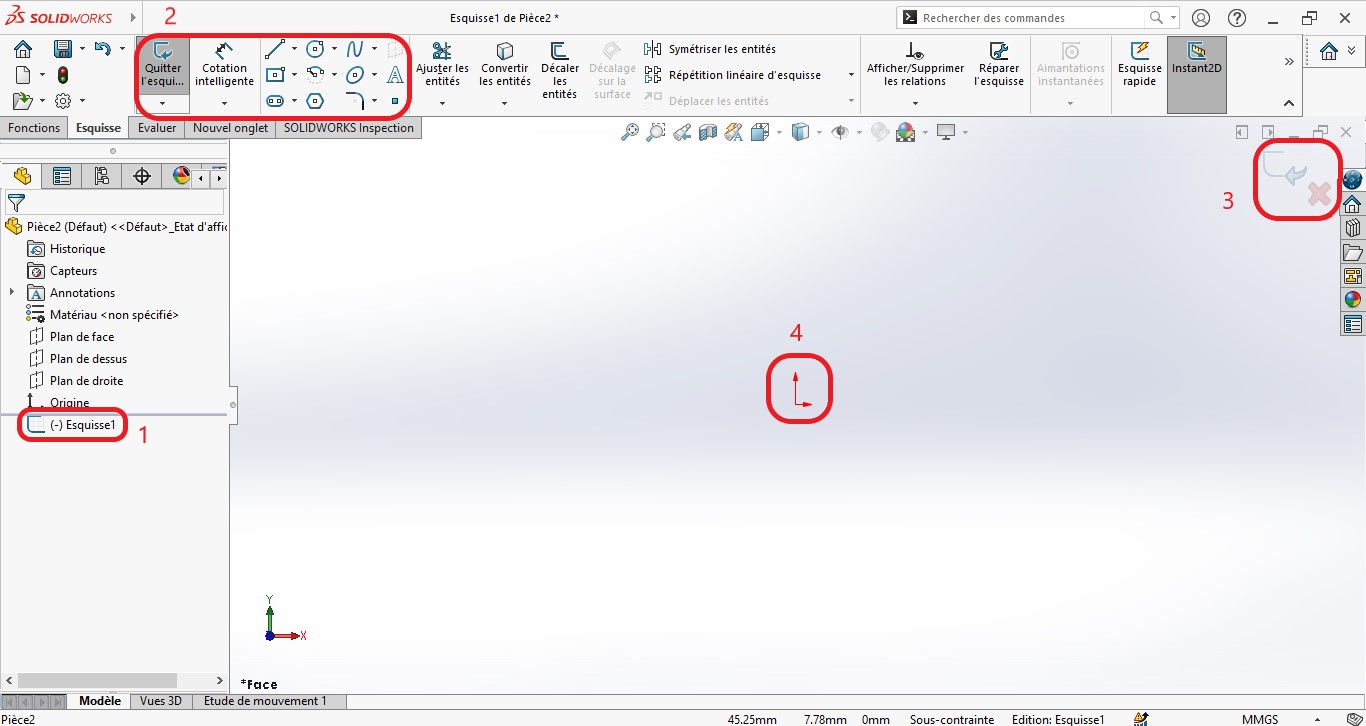 SOLIDWORKS
2
Esquisse1 de Pièce2 *
Rechercher des commandes
Quitter
l'esqui...
Cotation
intelligente
Ajuster les
entités
Convertir
les entités
Décaler
les
entités
Décalage
sur la
surface
Symétriser les entités
Répétition linéaire d'esquisse
Déplacer les entités
Afficher/Supprimer
les relations
Réparer
l'esquisse
Aimantations
instantanées
Esquisse
rapide
Instant2D
Fonctions
Esquisse
Evaluer
Nouvel onglet
SOLIDWORKS Inspection
3
Pièce2 (Défaut) <<Défaut>_Etat d'affic
Historique
Capteurs
Annotations
Matériau <non spécifié>
Plan de face
Plan de dessus
Plan de droite
Origine
(-) Esquisse1
1
4
Y
X
*Face
Modèle
Vues 3D
Etude de mouvement 1
Pièce2
45.25mm
7.78mm
0mm
Sous-contrainte
Edition: Esquisse1
MMGS